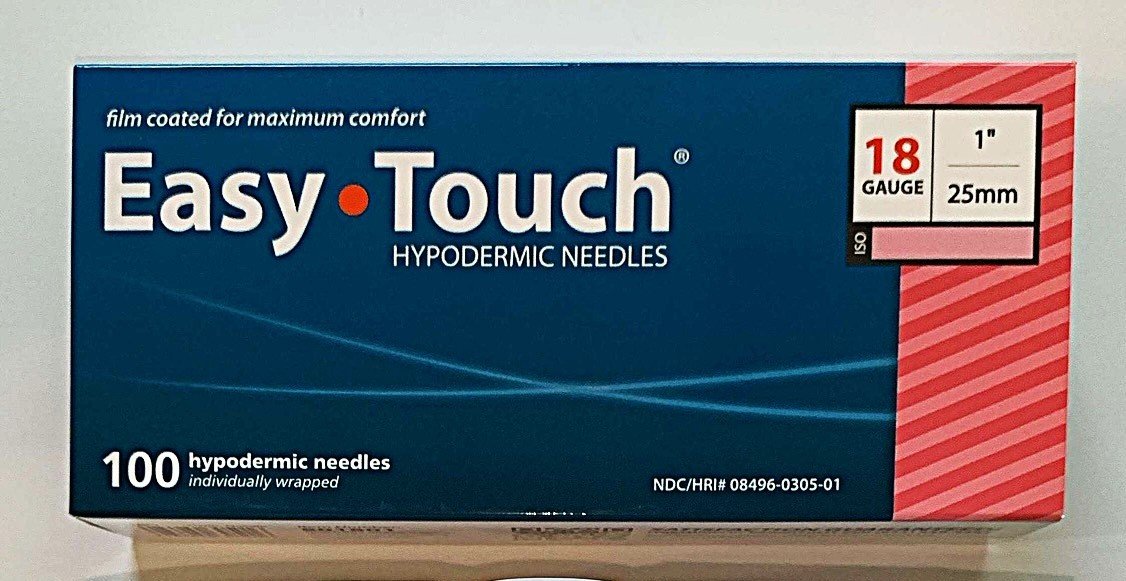 film coated for maximum comfort
Easy • Touch®
HYPODERMIC NEEDLES
18
GAUGE
1"
25mm
ISO
100 hypodermic needles
individually wrapped
NDC/HRI# 08496-0305-01